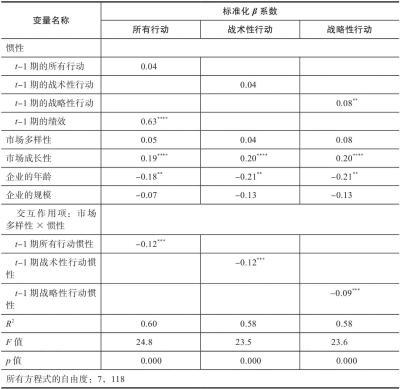 变量名称
标准化 β 系数
所有行动 战术性行动 战略性行动
惯性
t–1 期的所有行动 0.04
t–1 期的战术性行动 0.04
t–1 期的战略性行动 0.08**
t–1 期的绩效 0.63****
市场多样性 0.05 0.04 0.08
市场成长性 0.19**** 0.20**** 0.20****
企业的年龄 –0.18** –0.21** –0.21**
企业的规模 –0.07 –0.13 –0.13
交互作用项：市场
多样性 × 惯性
t–1 期所有行动惯性 –0.12***
t–1 期战术性行动惯
性
–0.12***
t–1 期战略性行动惯
性
–0.09***
R² 0.60 0.58 0.58
F 值 24.8 23.5 23.6
p 值 0.000 0.000 0.000
所有方程式的自由度：7，118